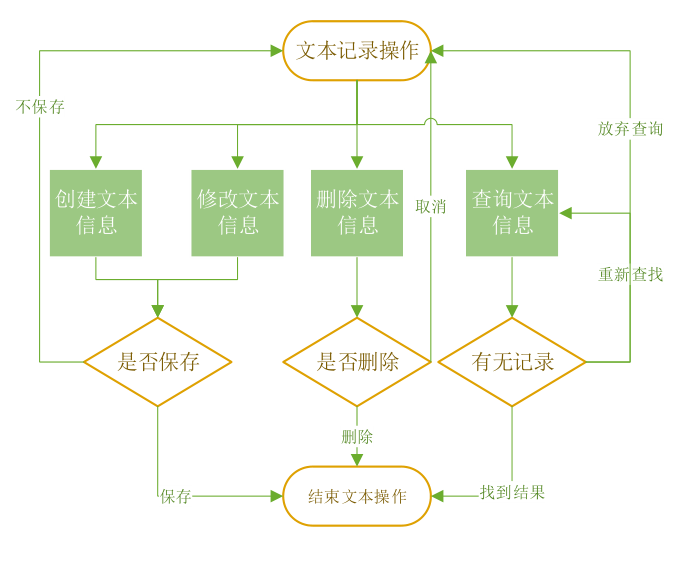 文本记录操作
不保存
放弃查询
创建文本
信息
修改文本
信息
删除文本
信息
取消
查询文本
信息
重新查找
是否保存
是否删除
有无记录
删除
保存
结束文本操作
找到结果